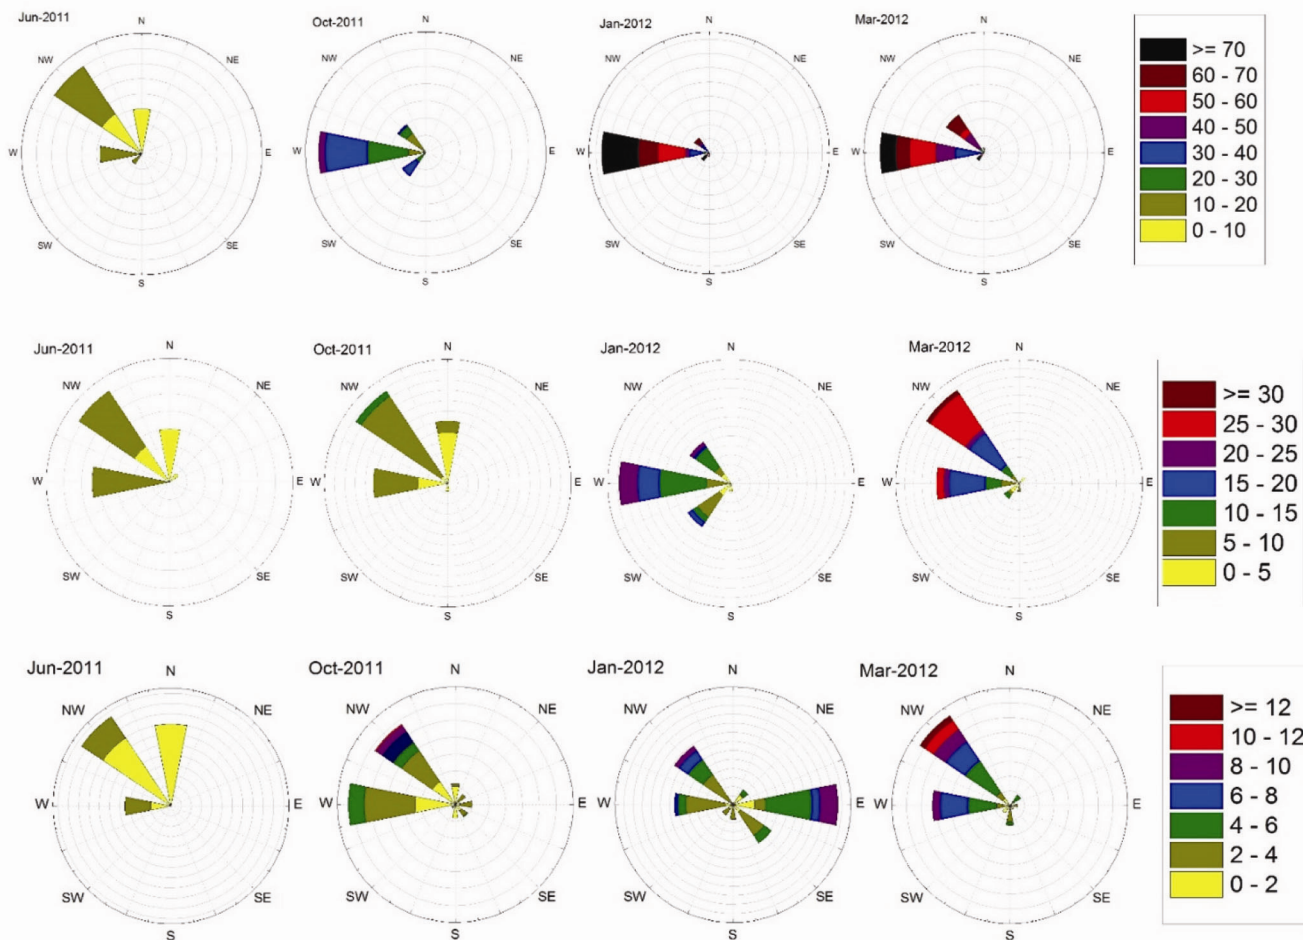 Jun-2011 N NW NE W E SW SE S
Oct-2011 N NW NE W E SW SE S
Jan-2012 N NW NE W E SW SE S
Mar-2012 N NW NE W E SW SE S
>= 70
60 - 70
50 - 60
40 - 50
30 - 40
20 - 30
10 - 20
0 - 10
Jun-2011 N NW NE W E SW SE S
Oct-2011 N NW NE W E SW SE S
Jan-2012 N NW NE W E SW SE S
Mar-2012 N NW NE W E SW SE S
>= 30
25 - 30
20 - 25
15 - 20
10 - 15
5 - 10
0 - 5
Jun-2011 N NW NE W E SW SE S
Oct-2011 N NW NE W E SW SE S
Jan-2012 N NW NE W E SW SE S
Mar-2012 N NW NE W E SW SE S
>= 12
10 - 12
8 - 10
6 - 8
4 - 6
2 - 4
0 - 2